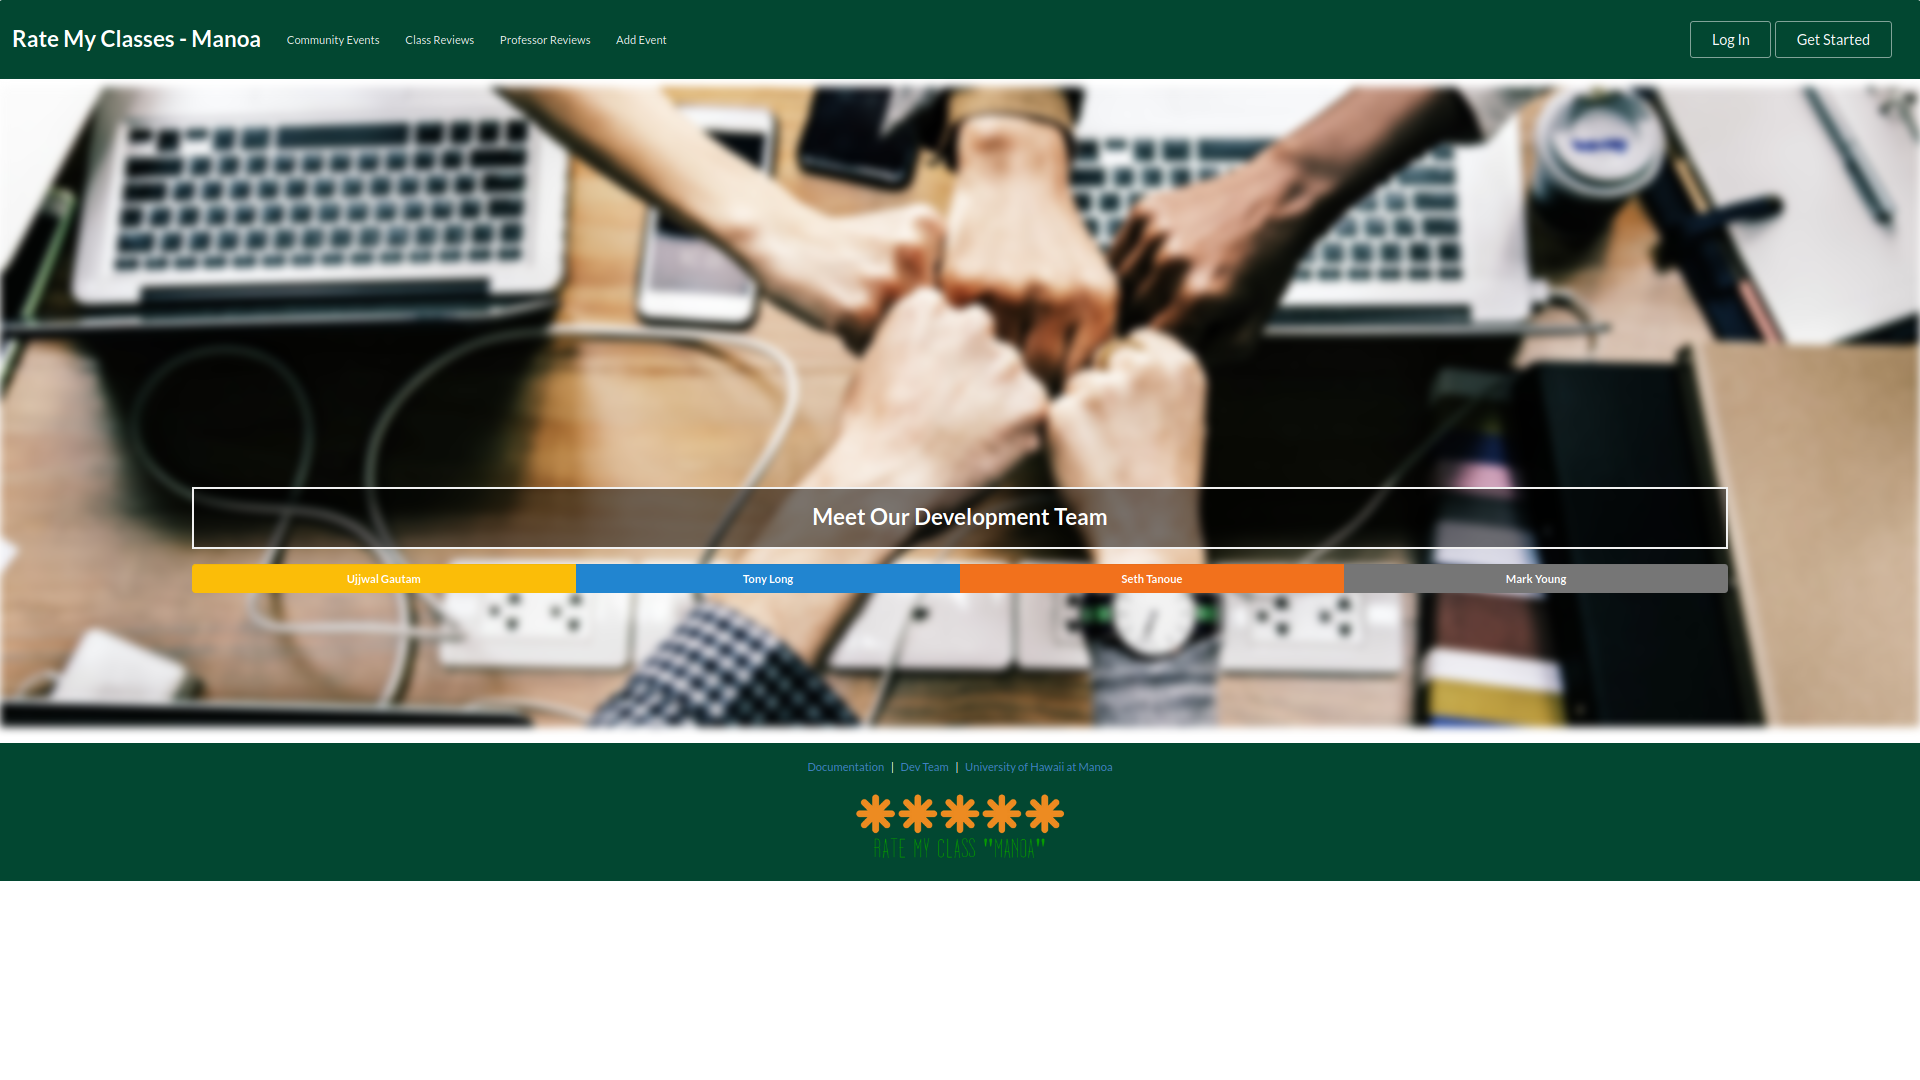 Rate My Classes - Manoa Community Events Class Reviews Professor Reviews Add Event Log In Get Started
Meet Our Development Team
Ujjwal Gautam Tony Long Seth Tanoue Mark Young
Documentation | Dev Team | University of Hawaii at Manoa
RATE MY CLASS "MANOA"